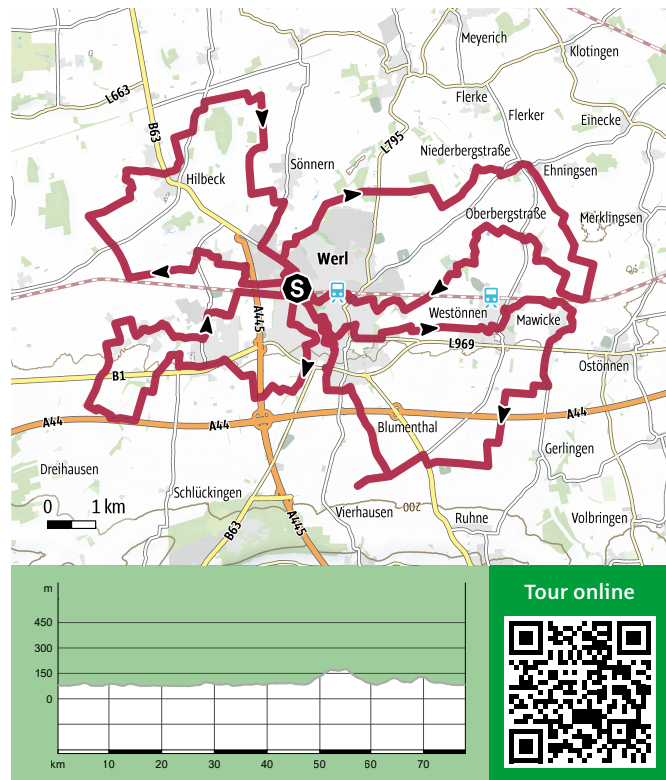 Meyerich
Klotingen
L663
Flerke
Flerker
Einecke
B63
L795
Niederbergstraße
Sönnern
Ehningsen
Hilbeck
Oberbergstraße
Merklingsen
Werl
S
Westönnen
Mawicke
A445
L969
Ostönnen
B1
A44
A44
A44
Blumenthal
Gerlingen
Dreihausen
Schlückingen
0 1 km
Vierhausen
200
Ruhne
Volbringen
B63
A445
m
450
300
150
0
km 10 20 30 40 50 60 70
Tour online